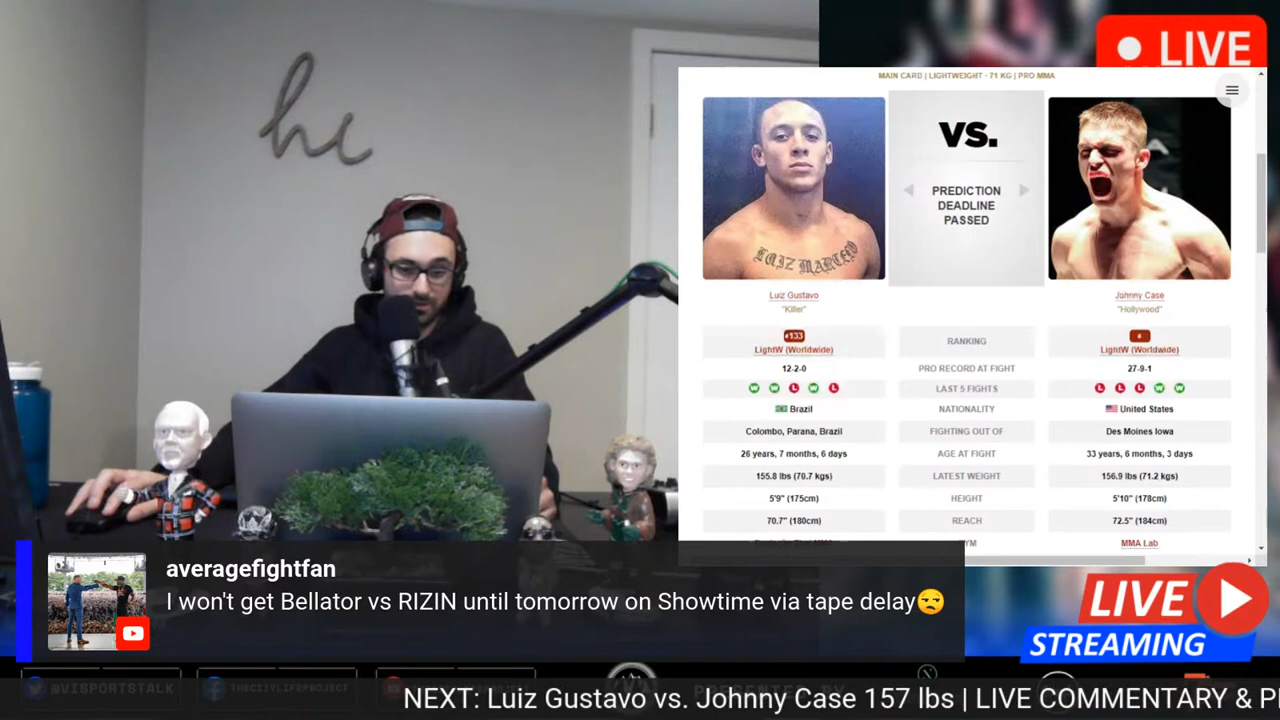 hi
LIVE
MAIN CARD | LIGHTWEIGHT · 71 KG | PRO MMA
LUIZ MARTEHO
VS.
PREDICTION
DEADLINE
PASSED
Luiz Gustavo
"Killer"
Johnny Case
"Hollywood"
#133
LightW (Worldwide)
RANKING
#
LightW (Worldwide)
12-2-0
PRO RECORD AT FIGHT
27-9-1
W W L W L
LAST 5 FIGHTS
L L L W W
Brazil
NATIONALITY
United States
Colombo, Parana, Brazil
FIGHTING OUT OF
Des Moines Iowa
26 years, 7 months, 6 days
AGE AT FIGHT
33 years, 6 months, 3 days
155.8 lbs (70.7 kgs)
LATEST WEIGHT
156.9 lbs (71.2 kgs)
5'9" (175cm)
HEIGHT
5'10" (178cm)
70.7" (180cm)
REACH
72.5" (184cm)
YM
MMA Lab
averagefightfan
I won't get Bellator vs RIZIN until tomorrow on Showtime via tape delay😒
LIVE
STREAMING
@VISPORTSTALK
THECITYLIFEPROJECT
NEXT: Luiz Gustavo vs. Johnny Case 157 lbs | LIVE COMMENTARY & P